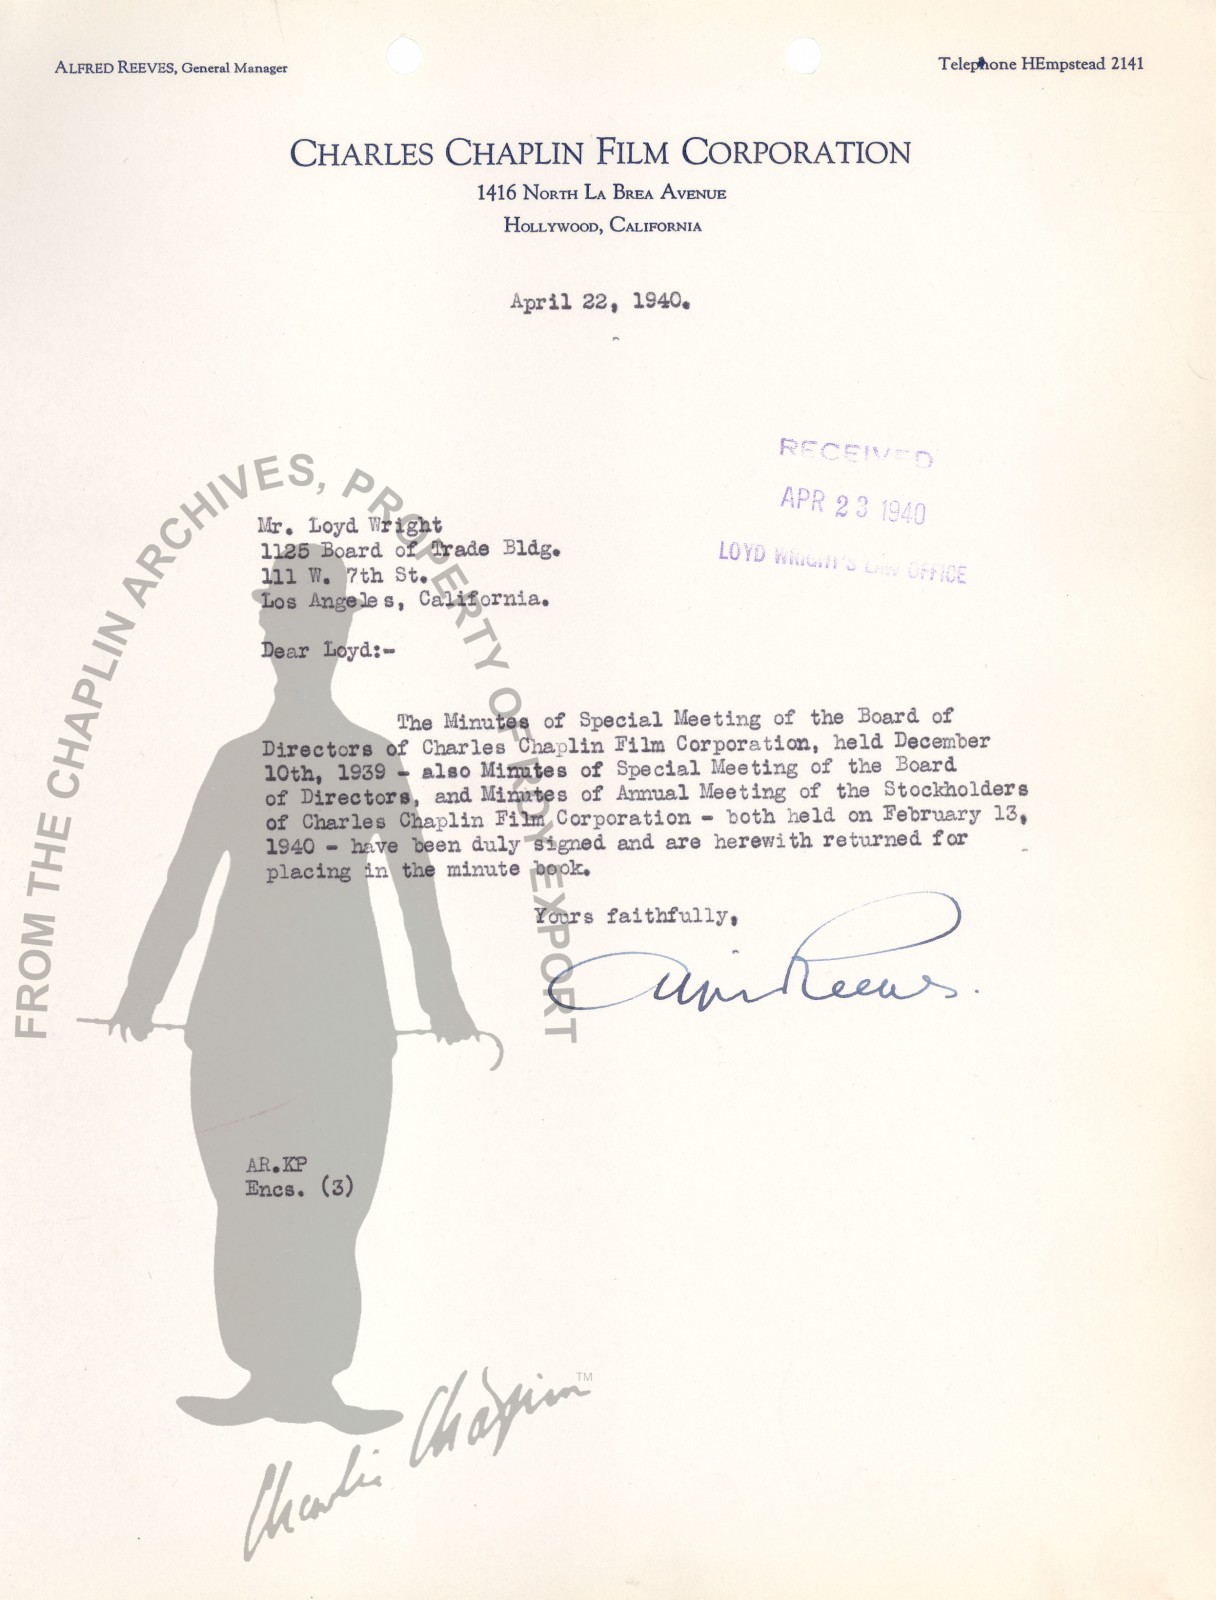 ALFRED REEVES, General Manager
Telephone HEmpstead 2141
CHARLES CHAPLIN FILM CORPORATION
1416 NORTH LA BREA AVENUE
HOLLYWOOD, CALIFORNIA
April 22, 1940.
RECEIVED
APR 23 1940
LOYD WRIGHT'S LAW OFFICE
Mr. Loyd Wright
1125 Board of Trade Bldg.
111 W. 7th St.
Los Angeles, California.
Dear Loyd:-
The Minutes of Special Meeting of the Board of
Directors of Charles Chaplin Film Corporation, held December
10th, 1939 - also Minutes of Special Meeting of the Board
of Directors, and Minutes of Annual Meeting of the Stockholders
of Charles Chaplin Film Corporation - both held on February 13,
1940 - have been duly signed and are herewith returned for
placing in the minute book.
Yours faithfully,
Alfred Reeves.
AR.KP
Encs. (3)
FROM THE CHAPLIN ARCHIVES, PROPERTY OF ROY EXPORT
Charlie Chaplin TM